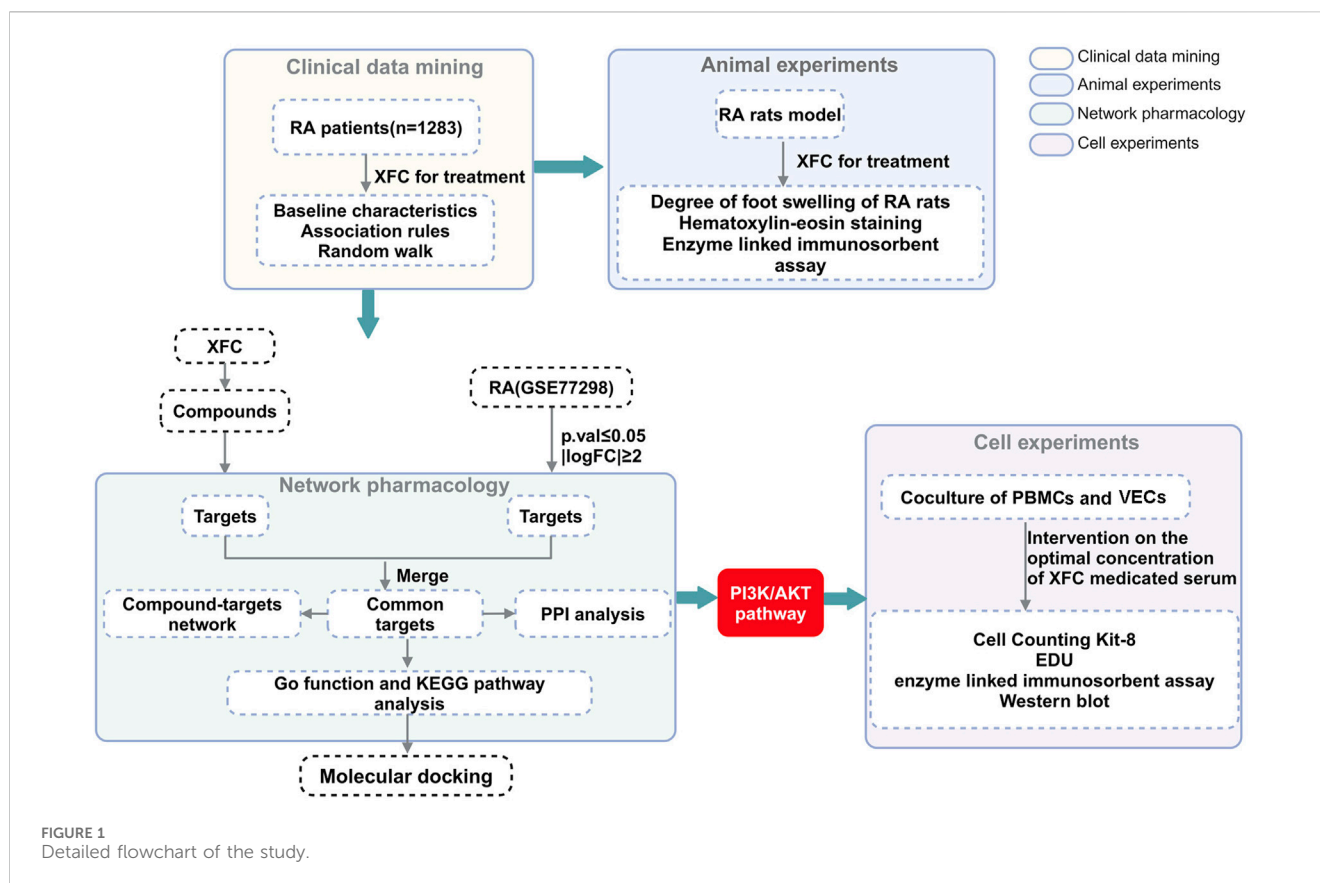 Clinical data mining
RA patients(n=1283)
XFC for treatment
Baseline characteristics
Association rules
Random walk
Animal experiments
RA rats model
XFC for treatment
Degree of foot swelling of RA rats
Hematoxylin-eosin staining
Enzyme linked immunosorbent
assay
Clinical data mining
Animal experiments
Network pharmacology
Cell experiments
XFC
Compounds
RA(GSE77298)
p.val≤0.05
|logFC|≥2
Network pharmacology
Targets
Targets
Merge
Compound-targets
network
Common
targets
PPI analysis
Go function and KEGG pathway
analysis
Molecular docking
PI3K/AKT
pathway
Cell experiments
Coculture of PBMCs and VECs
Intervention on the
optimal concentration
of XFC medicated serum
Cell Counting Kit-8
EDU
enzyme linked immunosorbent assay
Western blot
FIGURE 1
Detailed flowchart of the study.